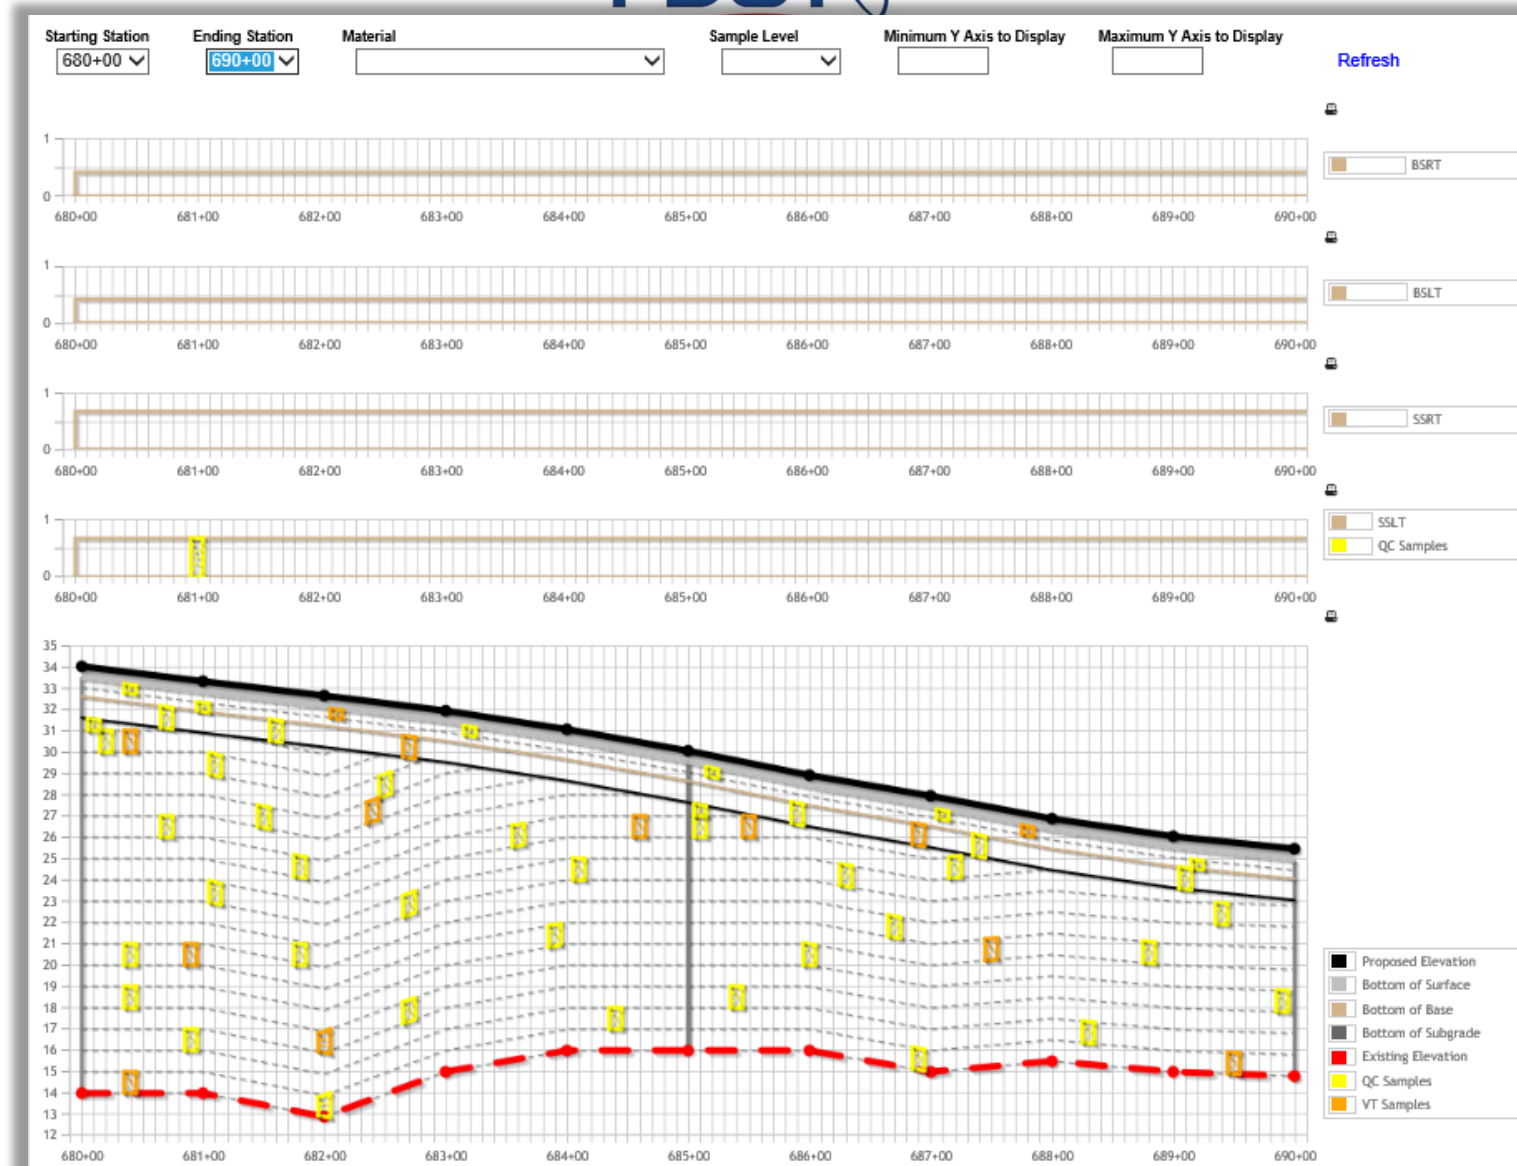 Starting Station Ending Station Material Sample Level Minimum Y Axis to Display Maximum Y Axis to Display
680+00 690+00 Refresh
1
0
680+00 681+00 682+00 683+00 684+00 685+00 686+00 687+00 688+00 689+00 690+00
BSRT
1
0
680+00 681+00 682+00 683+00 684+00 685+00 686+00 687+00 688+00 689+00 690+00
BSLT
1
0
680+00 681+00 682+00 683+00 684+00 685+00 686+00 687+00 688+00 689+00 690+00
SSRT
1
0
680+00 681+00 682+00 683+00 684+00 685+00 686+00 687+00 688+00 689+00 690+00
SSLT
QC Samples
35
34
33
32
31
30
29
28
27
26
25
24
23
22
21
20
19
18
17
16
15
14
13
12
680+00 681+00 682+00 683+00 684+00 685+00 686+00 687+00 688+00 689+00 690+00
Proposed Elevation
Bottom of Surface
Bottom of Base
Bottom of Subgrade
Existing Elevation
QC Samples
VT Samples